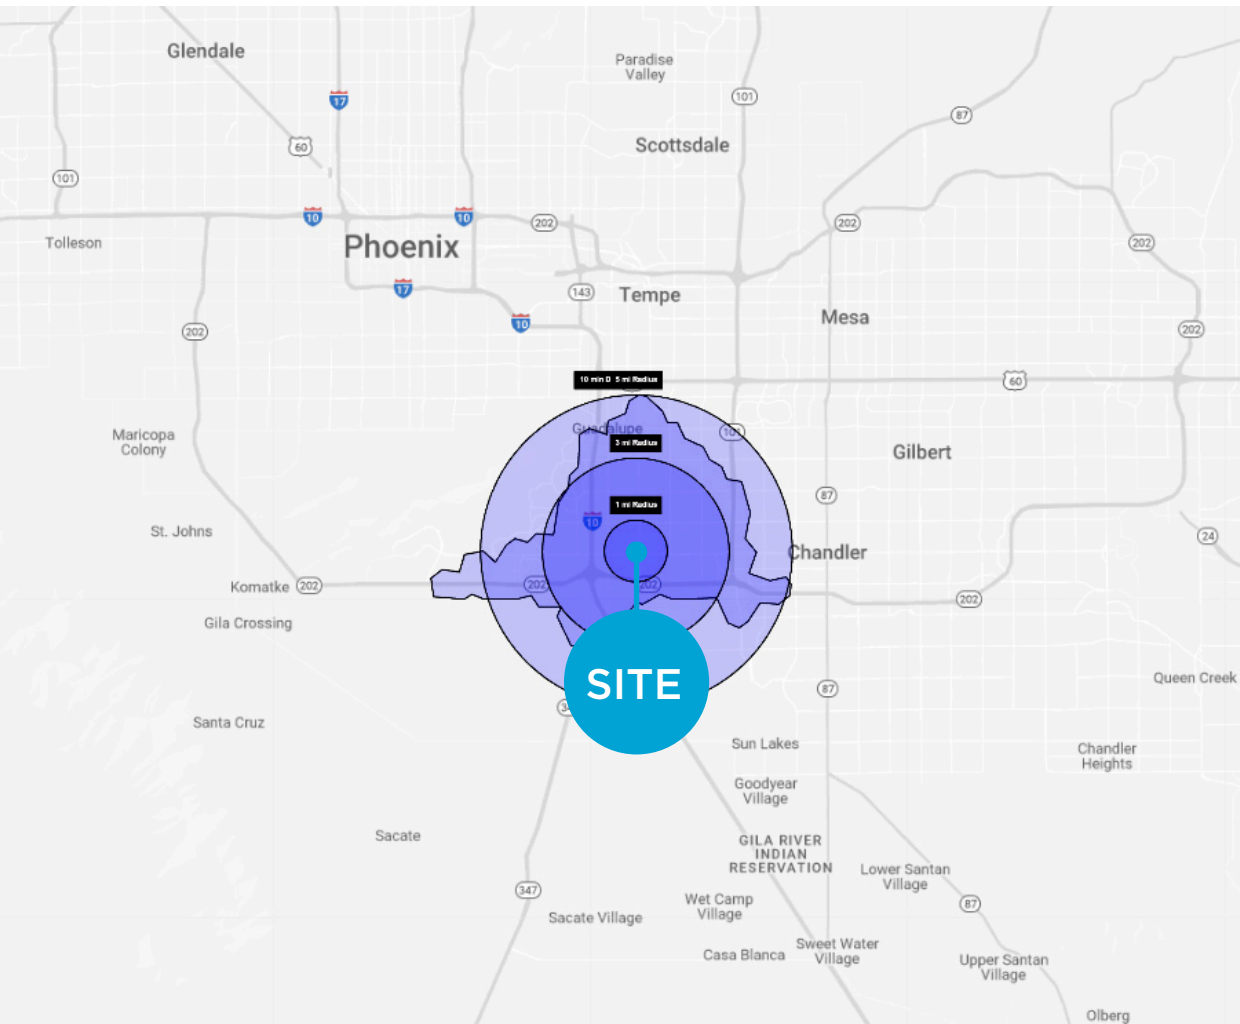 Glendale
Paradise
Valley
17
101
87
60
Scottsdale
101
10
10
202
202
Tolleson
Phoenix
202
17
143
Tempe
Mesa
10
202
202
10 min D 5 mi Radius
60
Guadalupe
101
Maricopa
Colony
3 mi Radius
Gilbert
87
1 mi Radius
10
St. Johns
24
Chandler
Komatke
202
202
202
202
Gila Crossing
SITE
Queen Creek
87
Santa Cruz
Sun Lakes
Chandler
Heights
Goodyear
Village
Sacate
GILA RIVER
INDIAN
RESERVATION
Lower Santan
Village
347
Wet Camp
Village
87
Sacate Village
Casa Blanca
Sweet Water
Village
Upper Santan
Village
Olberg